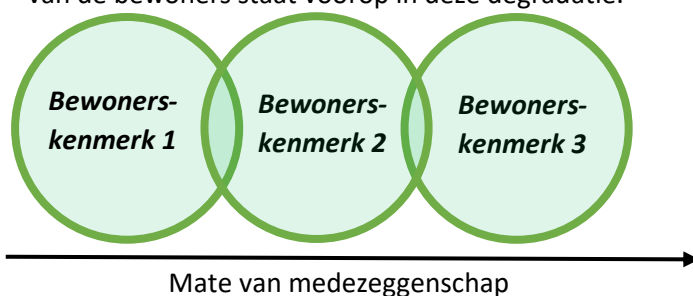 van de bewoners staat voorop in deze degradatie.
Bewoners-
kenmerk 1
Bewoners-
kenmerk 2
Bewoners-
kenmerk 3
Mate van medezeggenschap